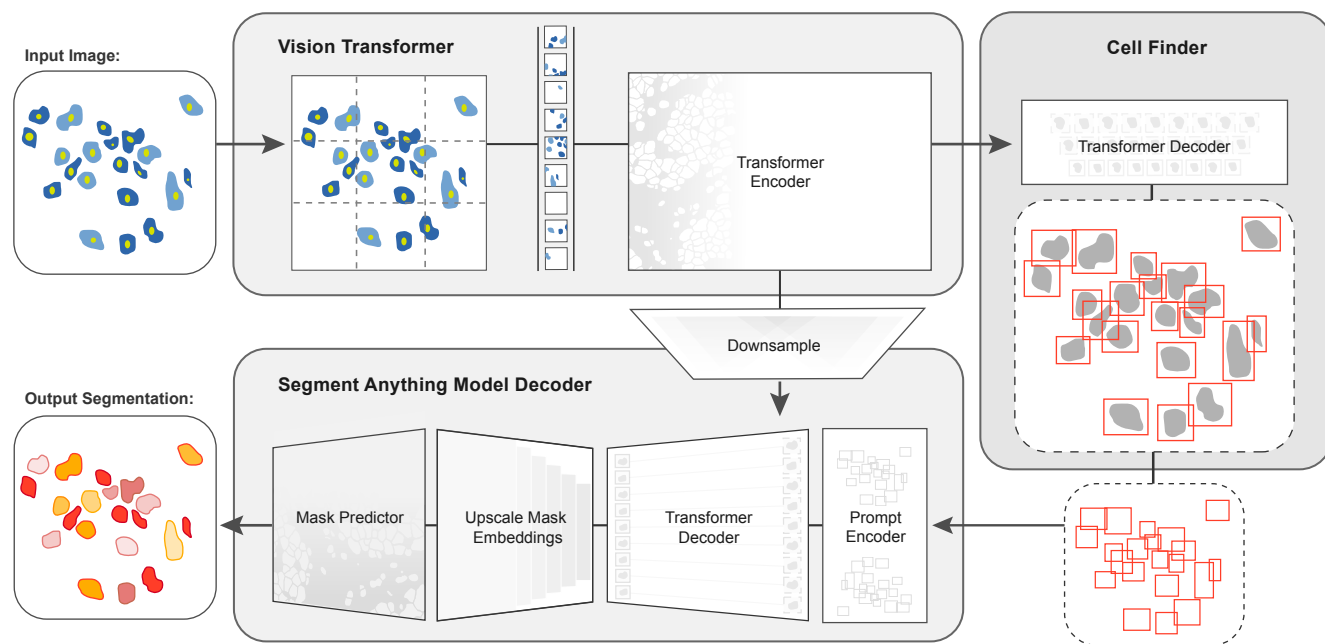 Input Image:
Vision Transformer
Transformer
Encoder
Cell Finder
Transformer Decoder
Downsample
Segment Anything Model Decoder
Output Segmentation:
Mask Predictor
Upscale Mask
Embeddings
Transformer
Decoder
Prompt
Encoder